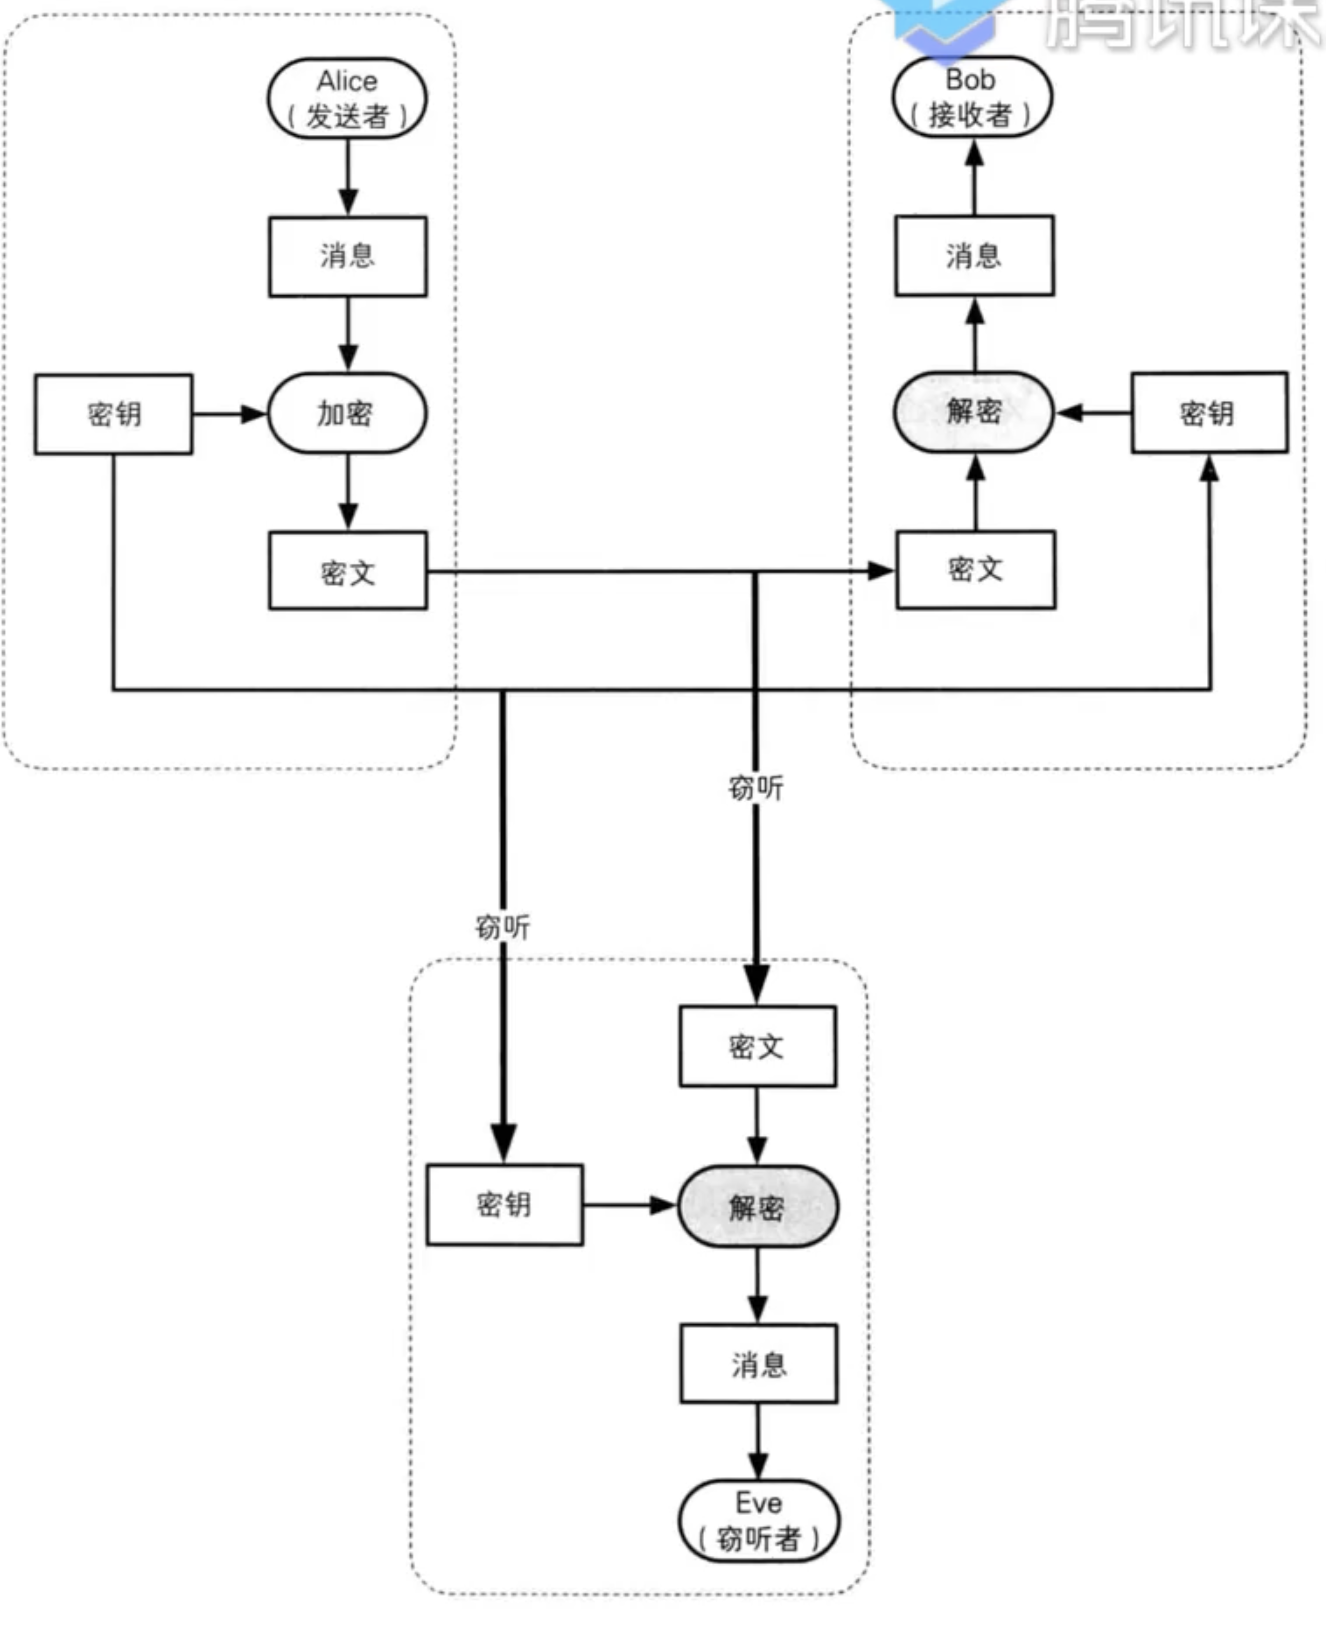 腾讯课
Alice
（发送者）
消息
密钥
加密
密文
Bob
（接收者）
消息
解密
密钥
密文
窃听
窃听
密文
密钥
解密
消息
Eve
（窃听者）